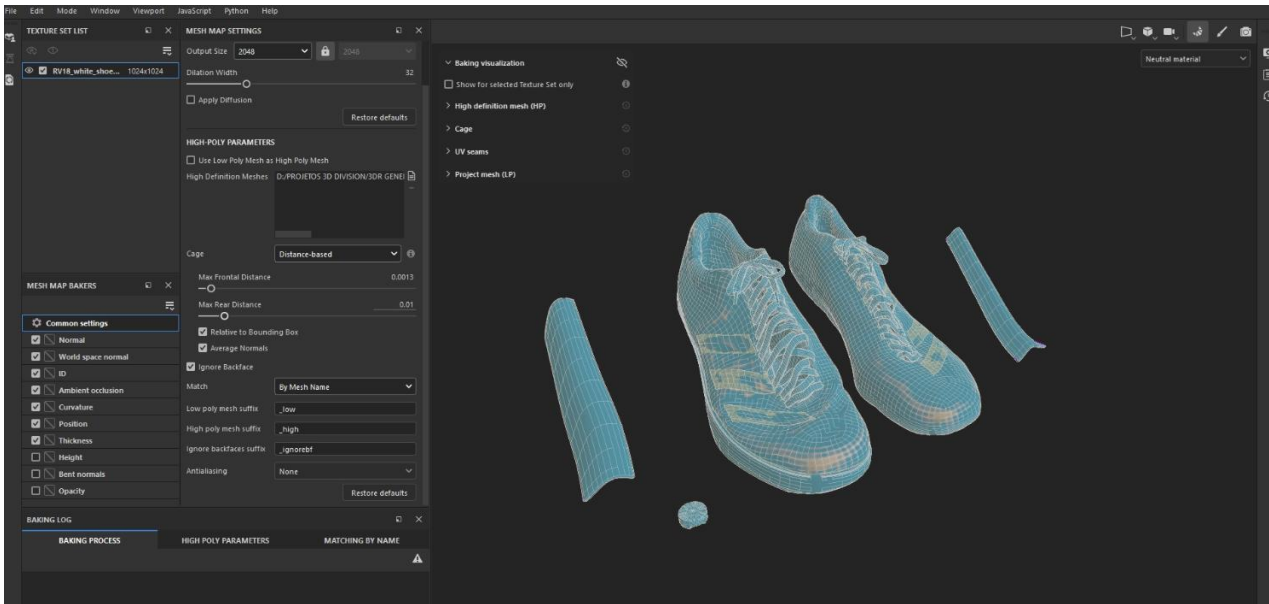 File Edit Mode Window Viewport JavaScript Python Help
TEXTURE SET LIST
RV18_white_shoe... 1024x1024
MESH MAP SETTINGS
Output Size 2048 2048
Dilation Width 32
Apply Diffusion
Restore defaults
HIGH-POLY PARAMETERS
Use Low Poly Mesh as High Poly Mesh
High Definition Meshes D:/PROJETOS 3D DIVISION/3DR GENEI
Cage Distance-based
Max Frontal Distance 0.0013
Max Rear Distance 0.01
Relative to Bounding Box
Average Normals
Ignore Backface
Match By Mesh Name
Low poly mesh suffix _low
High poly mesh suffix _high
Ignore backfaces suffix _ignorebf
Antialiasing None
Restore defaults
MESH MAP BAKERS
Common settings
Normal
World space normal
ID
Ambient occlusion
Curvature
Position
Thickness
Height
Bent normals
Opacity
BAKING LOG
BAKING PROCESS HIGH POLY PARAMETERS MATCHING BY NAME
Baking visualization
Show for selected Texture Set only
High definition mesh (HP)
Cage
UV seams
Project mesh (LP)
Neutral material